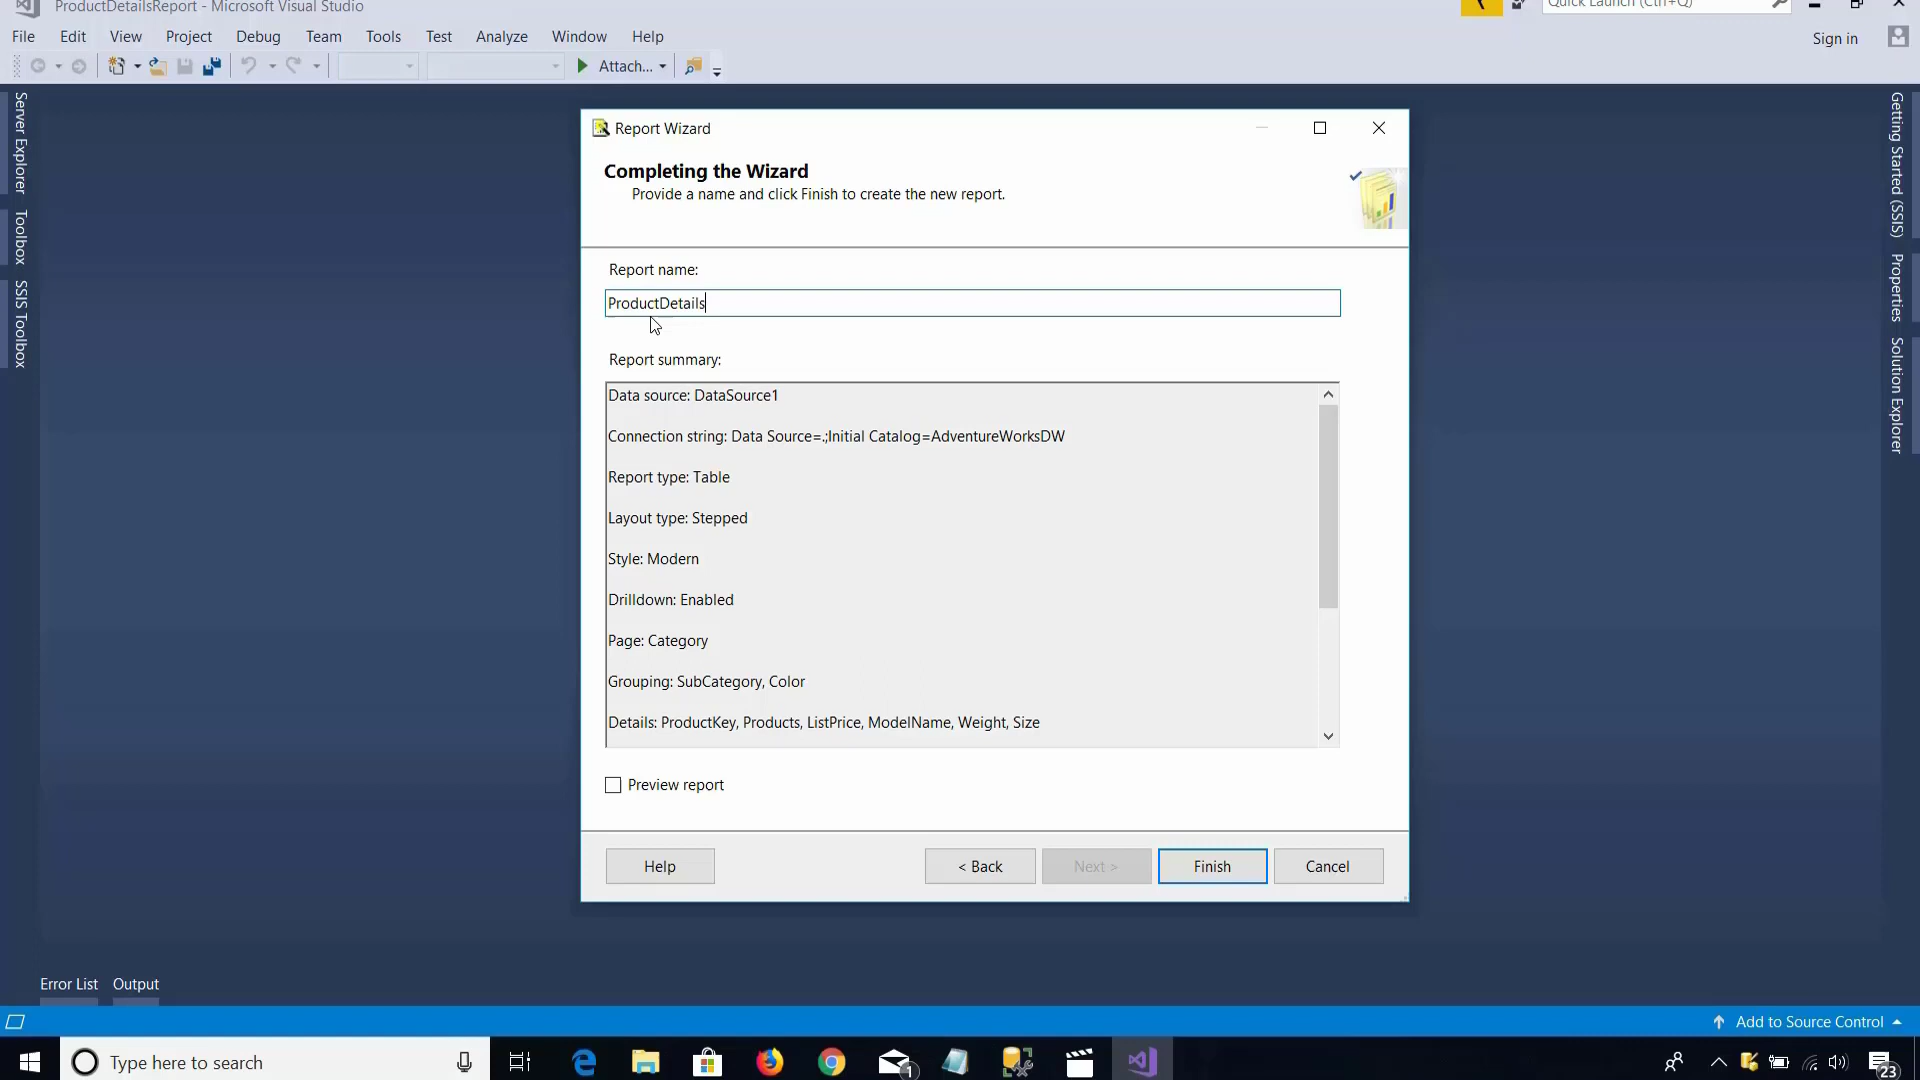 ProductDetailsReport - Microsoft Visual Studio
Quick Launch (Ctrl+Q)
File Edit View Project Debug Team Tools Test Analyze Window Help
Sign in
Attach...
Server Explorer
Toolbox
SSIS Toolbox
Getting Started (SSIS)
Properties
Solution Explorer
Report Wizard
Completing the Wizard
Provide a name and click Finish to create the new report.
Report name:
ProductDetails
Report summary:
Data source: DataSource1
Connection string: Data Source=.;Initial Catalog=AdventureWorksDW
Report type: Table
Layout type: Stepped
Style: Modern
Drilldown: Enabled
Page: Category
Grouping: SubCategory, Color
Details: ProductKey, Products, ListPrice, ModelName, Weight, Size
Preview report
Help < Back Next > Finish Cancel
Error List Output
Add to Source Control
Type here to search
1
23